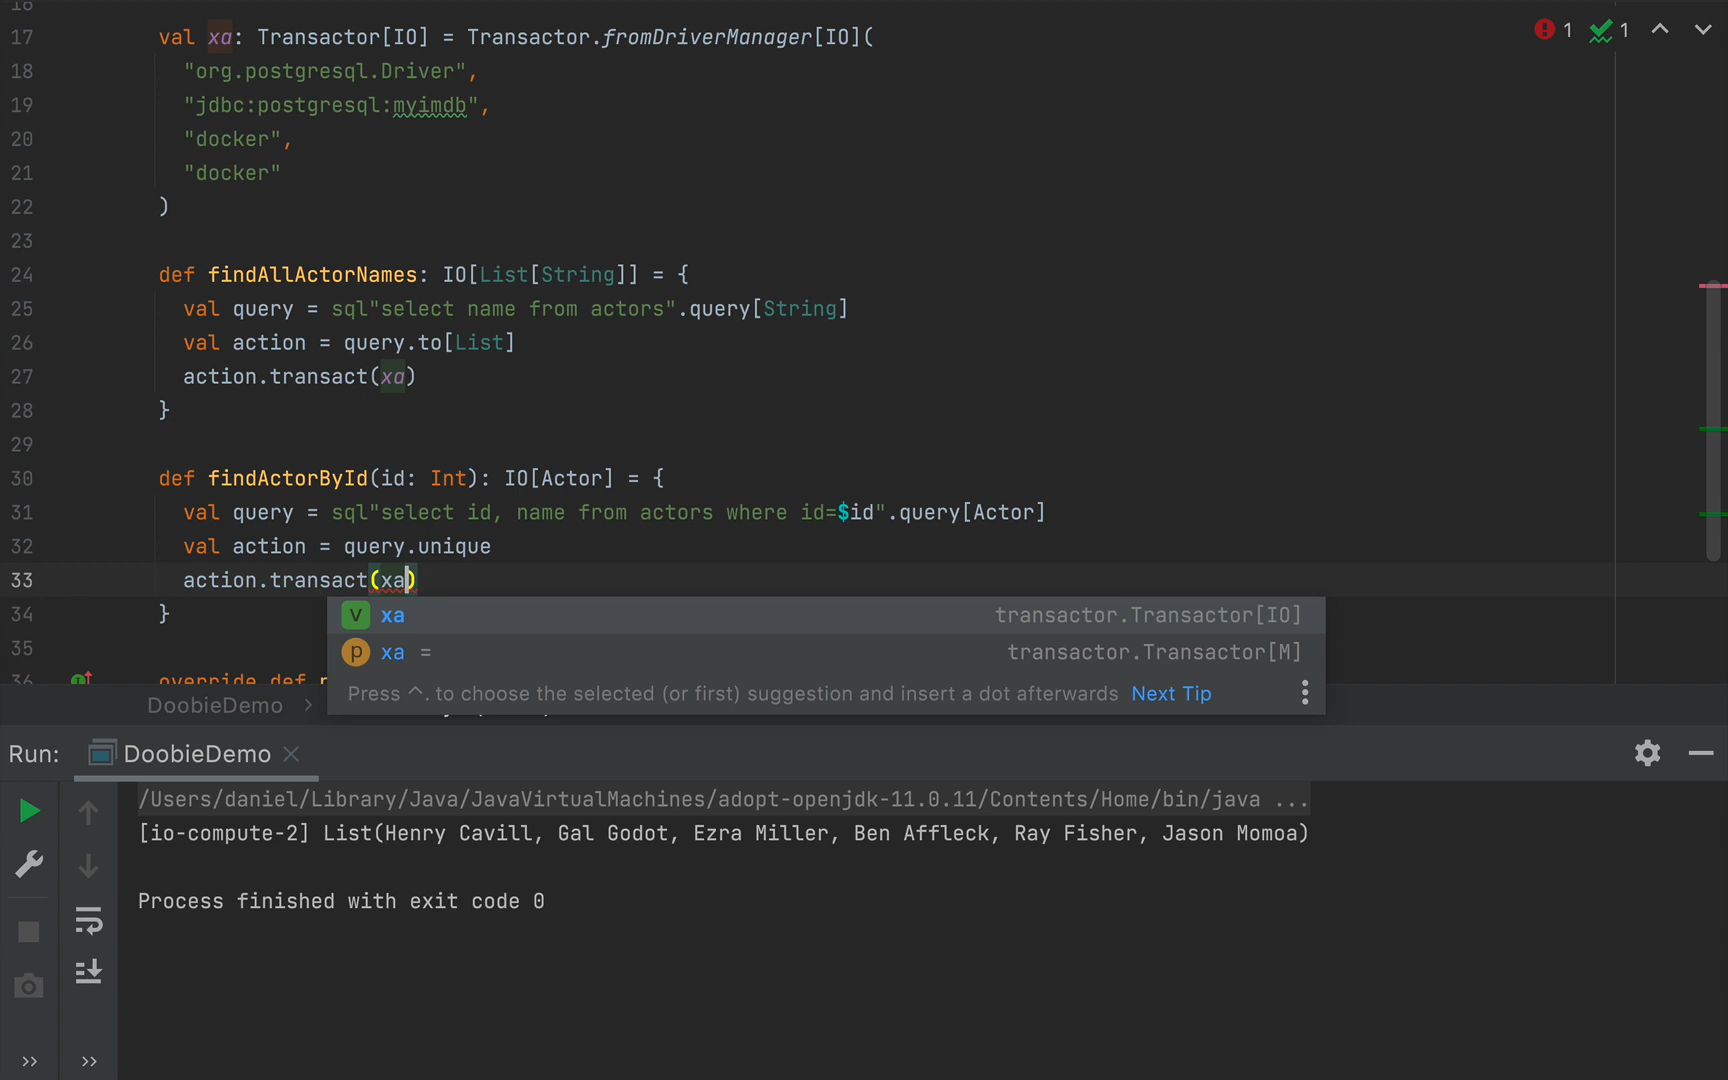 16
17 val xa: Transactor[IO] = Transactor.fromDriverManager[IO](
! 1 1
18 "org.postgresql.Driver",
19 "jdbc:postgresql:myimdb",
20 "docker",
21 "docker"
22 )
23
24 def findAllActorNames: IO[List[String]] = {
25 val query = sql"select name from actors".query[String]
26 val action = query.to[List]
27 action.transact(xa)
28 }
29
30 def findActorById(id: Int): IO[Actor] = {
31 val query = sql"select id, name from actors where id=$id".query[Actor]
32 val action = query.unique
33 action.transact(xa)
34 }
v xa transactor.Transactor[IO]
35
p xa = transactor.Transactor[M]
36 override def
Press ^. to choose the selected (or first) suggestion and insert a dot afterwards Next Tip
DoobieDemo >
Run: DoobieDemo
/Users/daniel/Library/Java/JavaVirtualMachines/adopt-openjdk-11.0.11/Contents/Home/bin/java ...
[io-compute-2] List(Henry Cavill, Gal Godot, Ezra Miller, Ben Affleck, Ray Fisher, Jason Momoa)
Process finished with exit code 0
>> >>